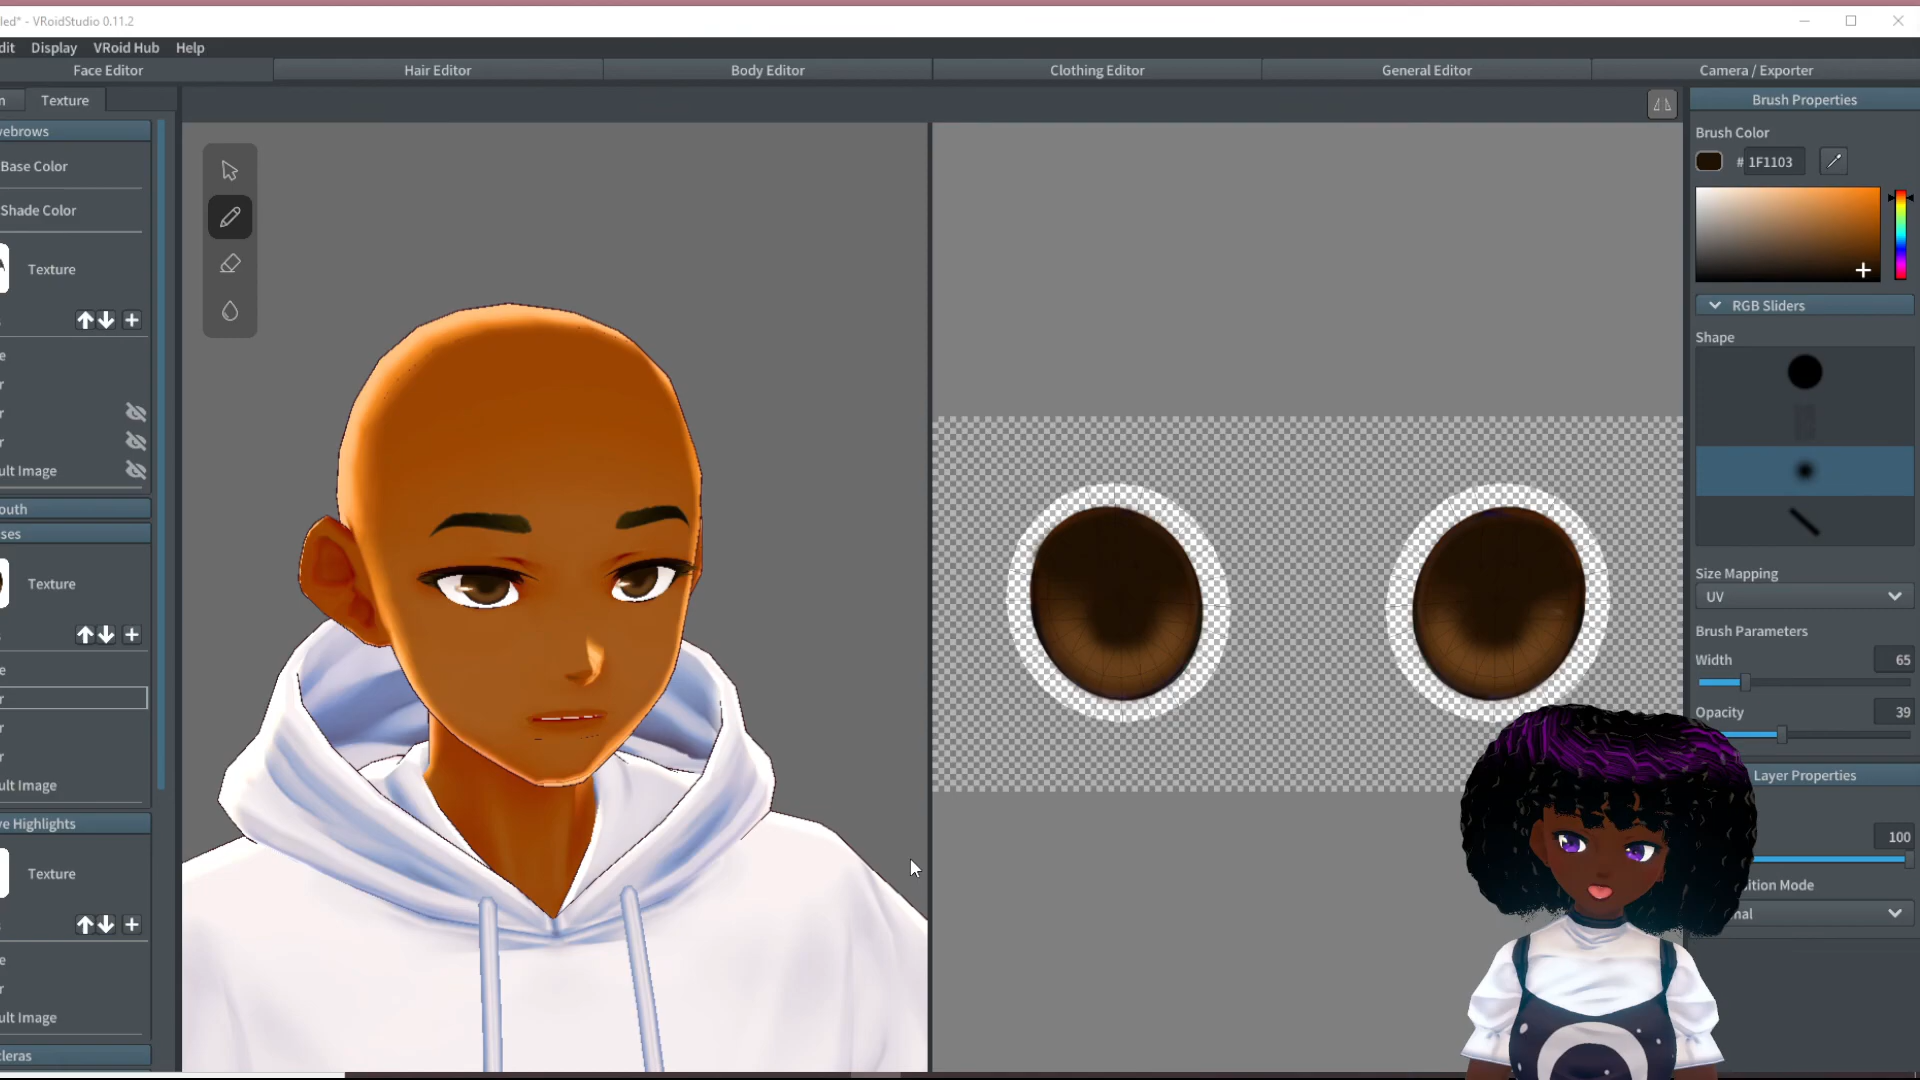 led* - VRoidStudio 0.11.2
dit Display VRoid Hub Help
Face Editor Hair Editor Body Editor Clothing Editor General Editor Camera / Exporter
n Texture
Brush Properties
ebrows
Base Color
Shade Color
Texture
e
r
r
r
ult Image
outh
ses
Texture
e
r
r
r
ult Image
e Highlights
Texture
e
r
ult Image
leras
Brush Color
# 1F1103
RGB Sliders
Shape
Size Mapping
UV
Brush Parameters
Width 65
Opacity 39
Layer Properties
100
ition Mode
nal